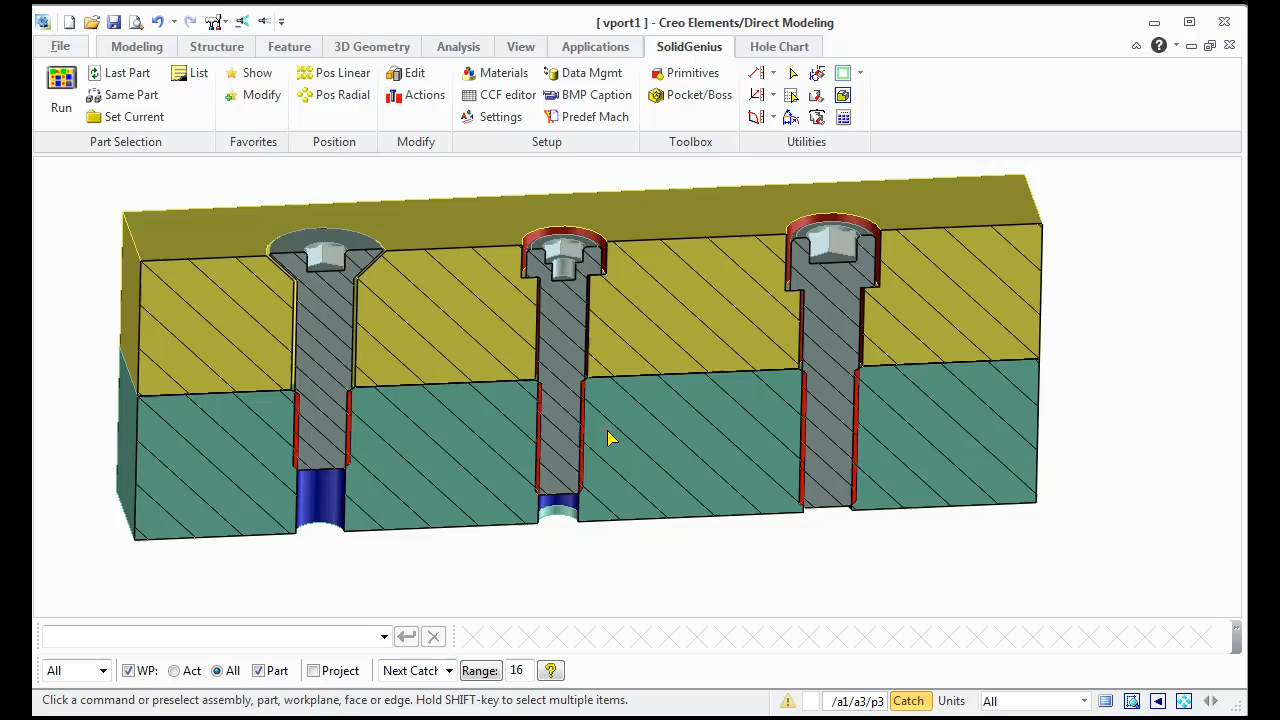 [ vport1 ] - Creo Elements/Direct Modeling
File
Modeling
Structure
Feature
3D Geometry
Analysis
View
Applications
SolidGenius
Hole Chart
Run
Last Part
List
Same Part
Set Current
Part Selection
Show
Modify
Favorites
Pos Linear
Pos Radial
Position
Edit
Actions
Modify
Materials
Data Mgmt
CCF editor
BMP Caption
Settings
Predef Mach
Setup
Primitives
Pocket/Boss
Toolbox
Utilities
All
WP:
Act
All
Part
Project
Next Catch
Range:
16
?
Click a command or preselect assembly, part, workplane, face or edge. Hold SHIFT-key to select multiple items.
/a1/a3/p3
Catch
Units
All